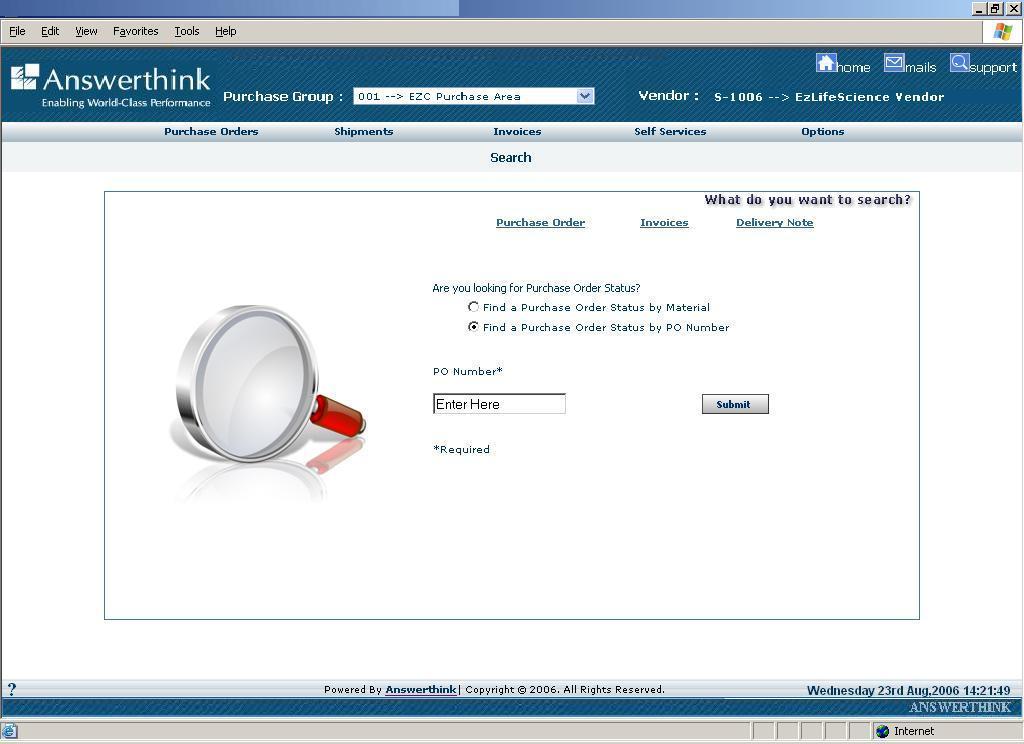 File Edit View Favorites Tools Help
home mails support
Answerthink
Enabling World-Class Performance
Purchase Group : 001 --> EZC Purchase Area Vendor : S-1006 --> EzLifeScience Vendor
Purchase Orders Shipments Invoices Self Services Options
Search
What do you want to search?
Purchase Order Invoices Delivery Note
Are you looking for Purchase Order Status?
Find a Purchase Order Status by Material
Find a Purchase Order Status by PO Number
PO Number*
Enter Here Submit
*Required
? Powered By Answerthink | Copyright © 2006. All Rights Reserved. Wednesday 23rd Aug,2006 14:21:49
ANSWERTHINK
Internet